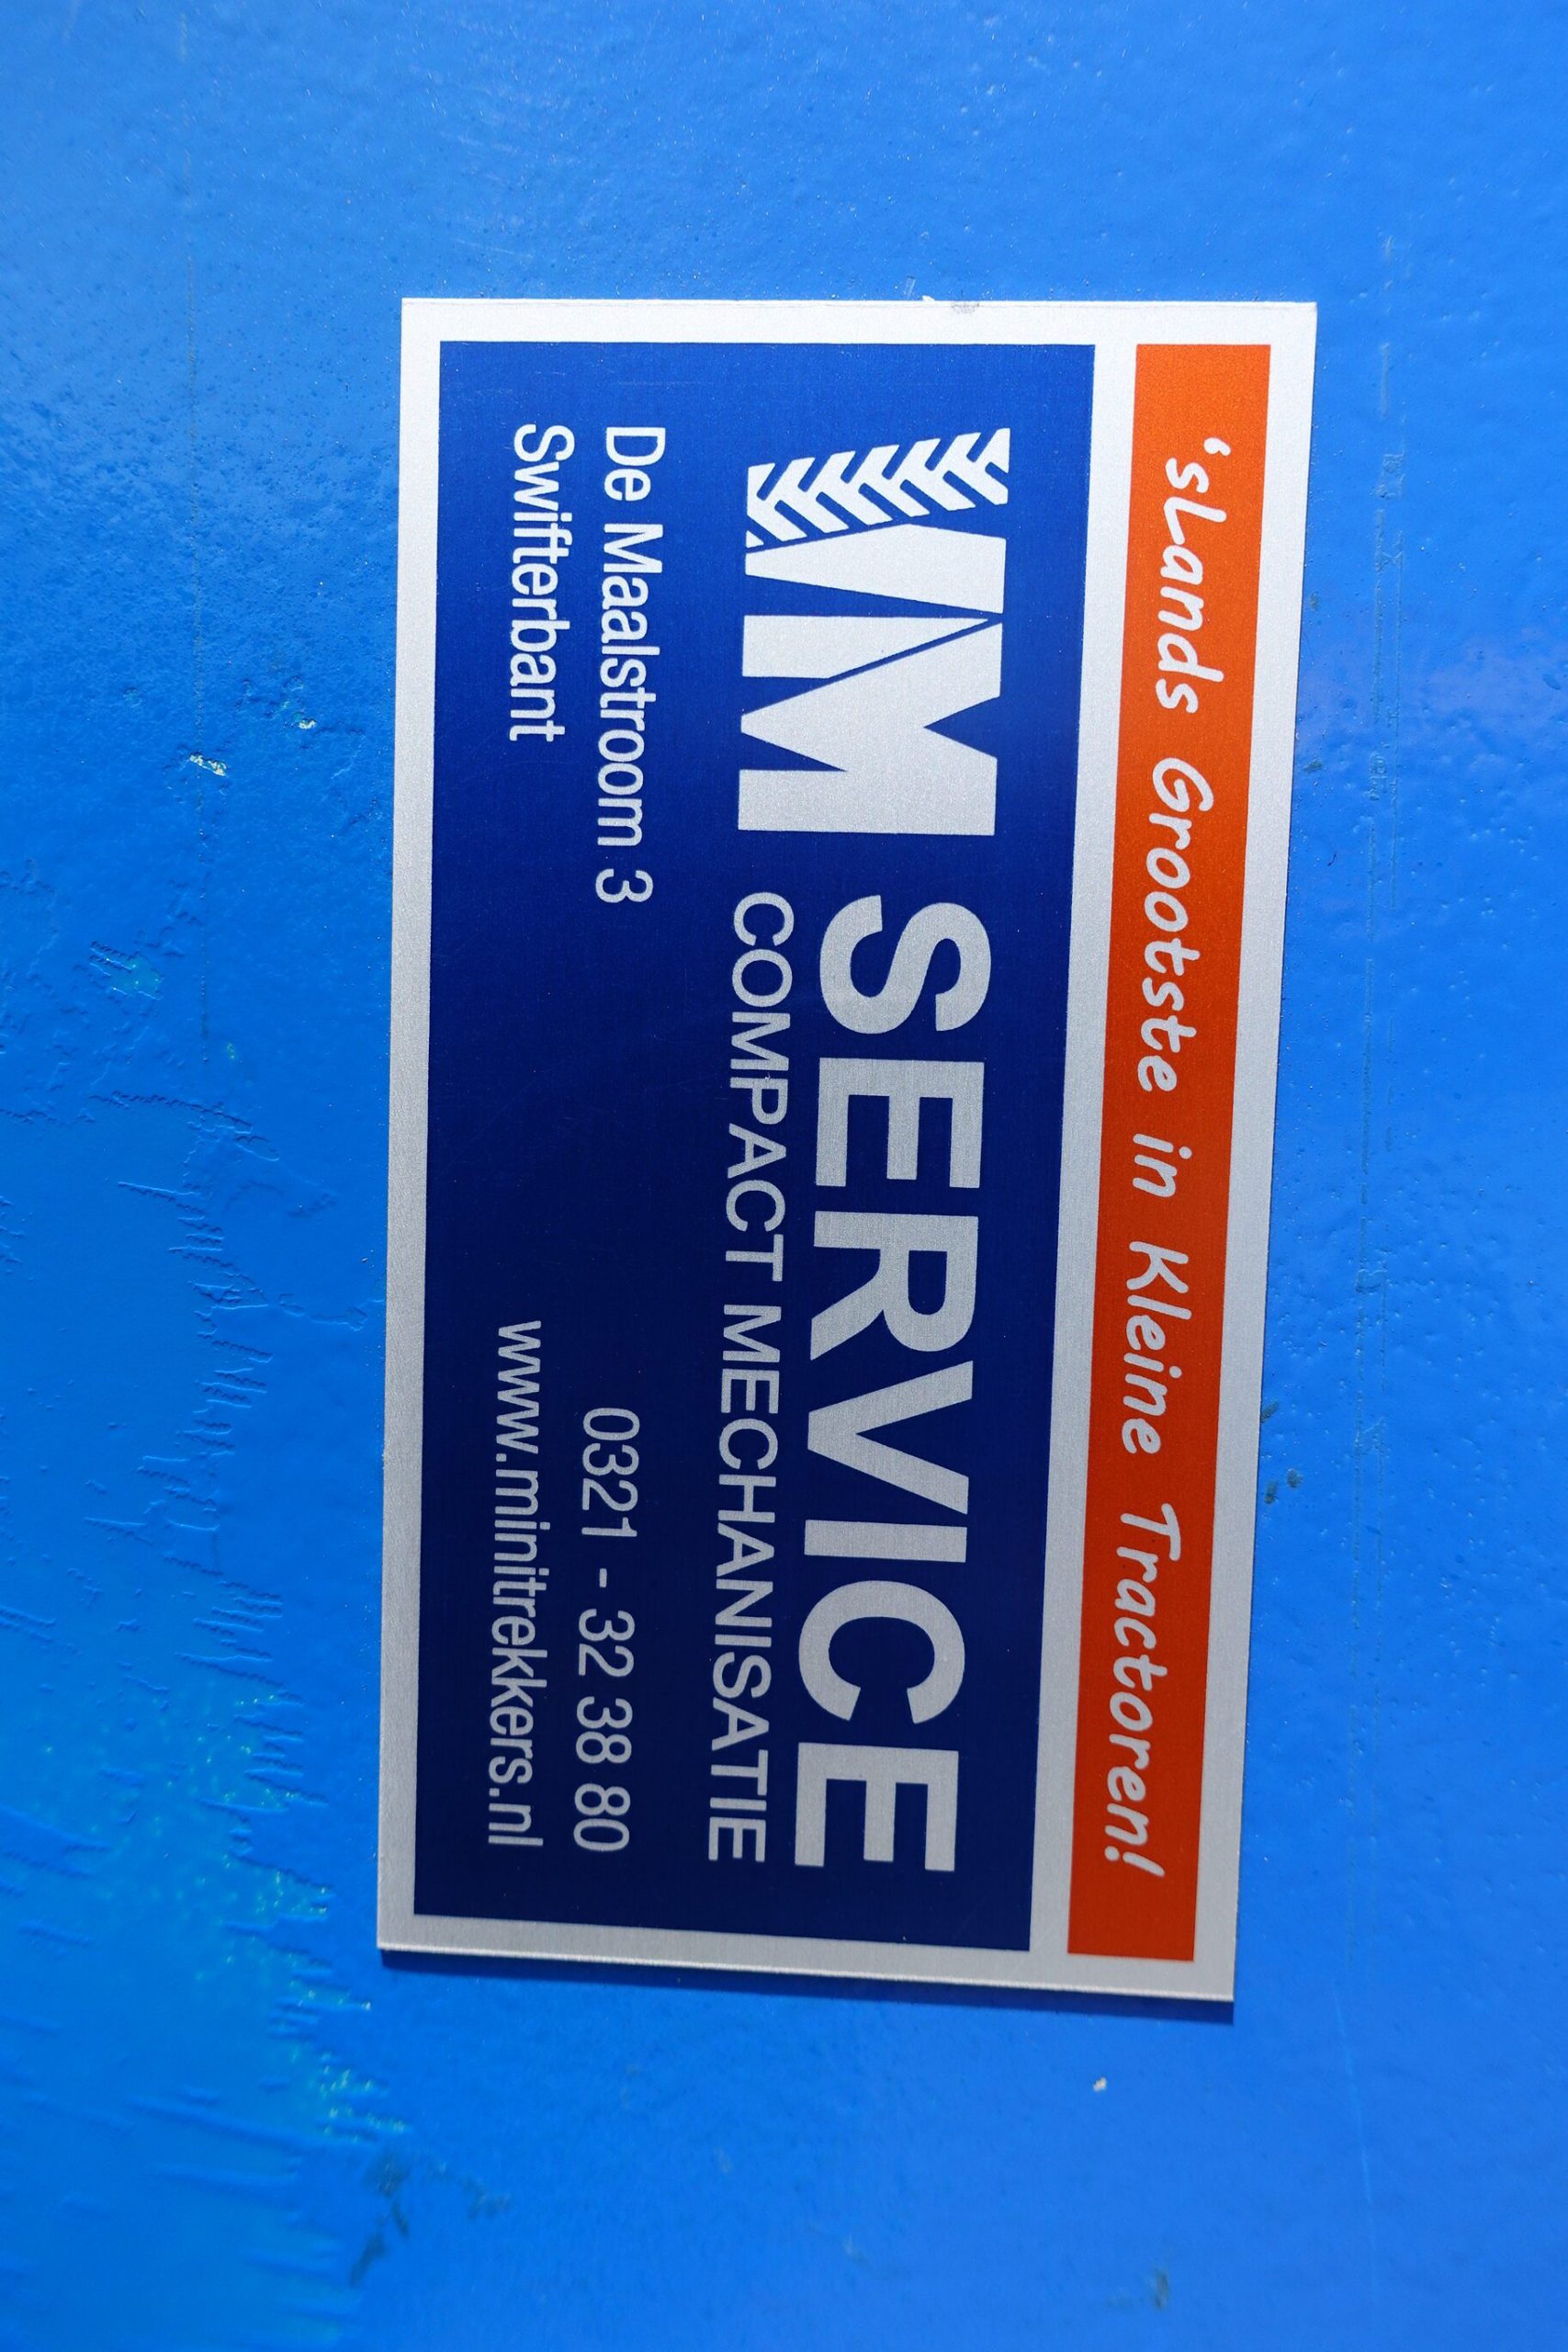 'sLands Grootste in Kleine Tractoren!
MM SERVICE
COMPACT MECHANISATIE
De Maalstroom 3
Swifterbant
0321 - 32 38 80
www.minitrekkers.nl